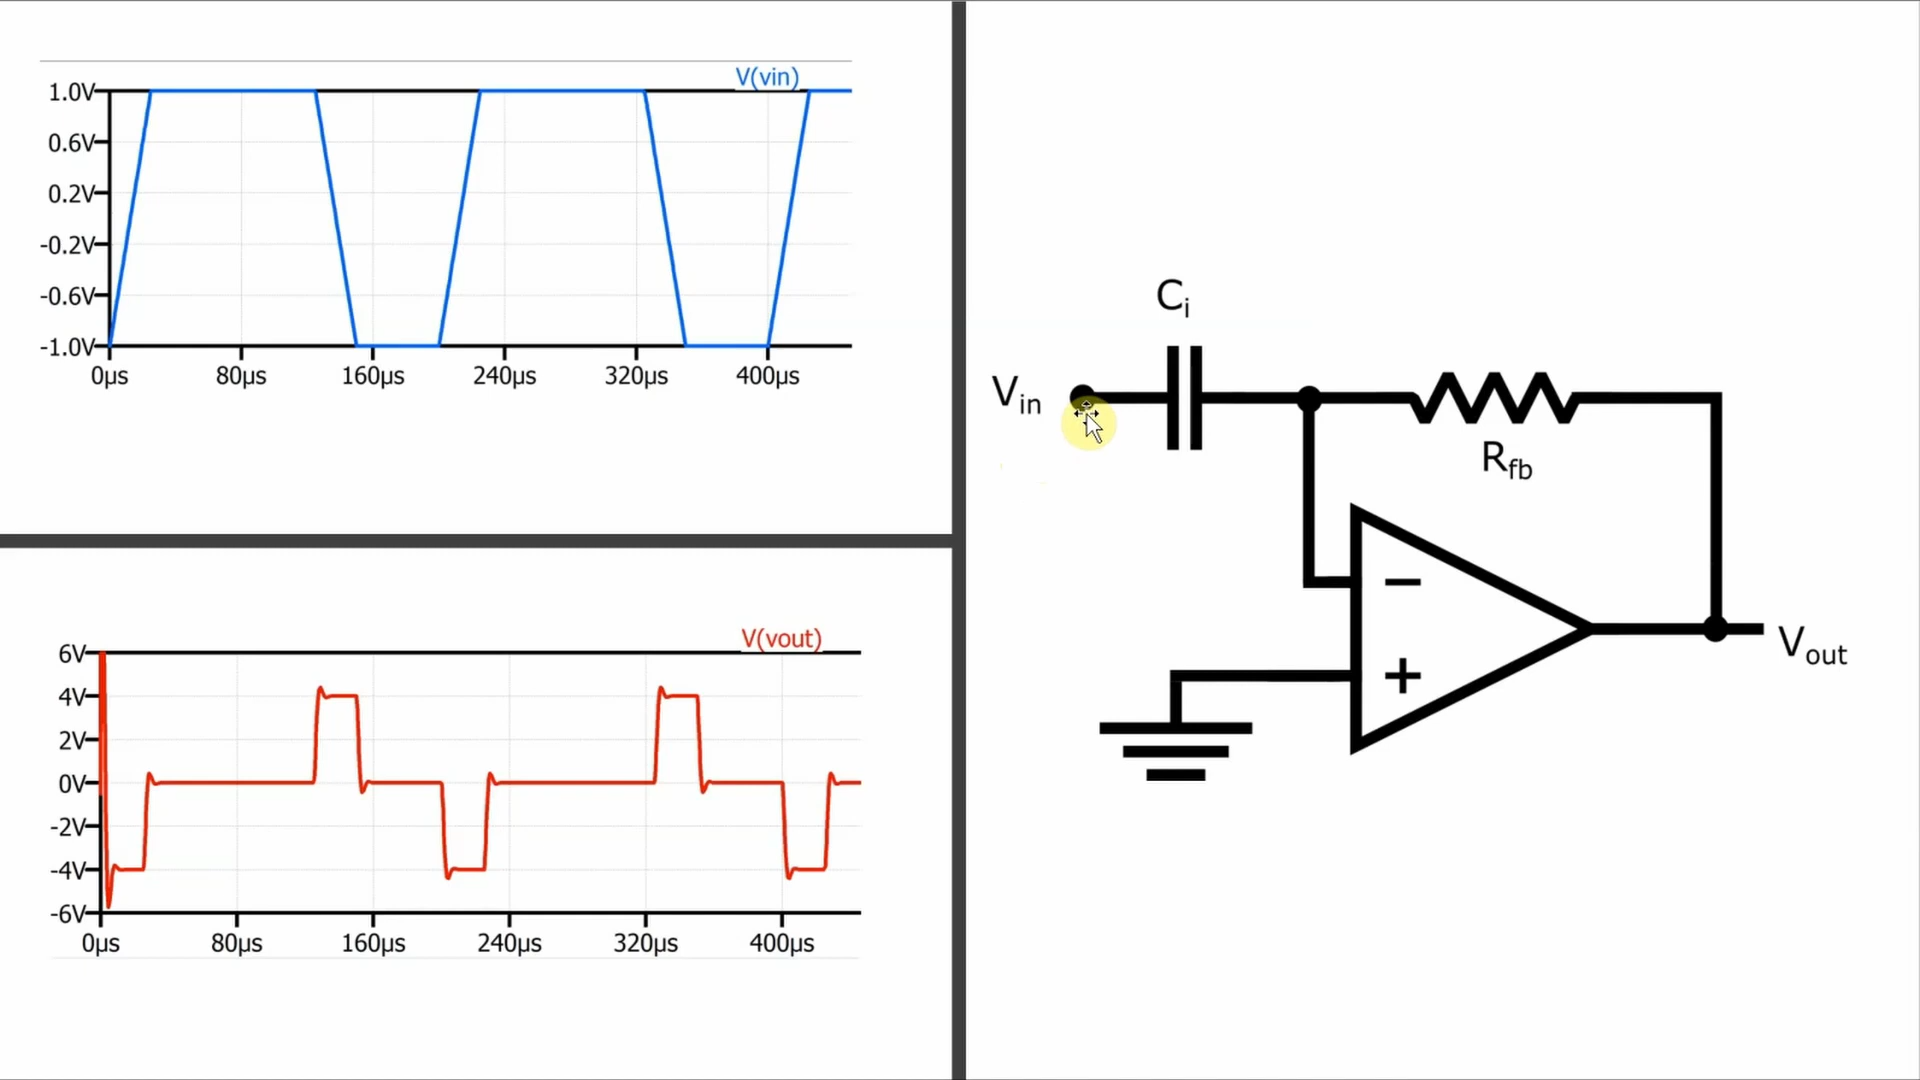 V(vin)
1.0V
0.6V
0.2V
-0.2V
-0.6V
-1.0V
0µs 80µs 160µs 240µs 320µs 400µs
V(vout)
6V
4V
2V
0V
-2V
-4V
-6V
0µs 80µs 160µs 240µs 320µs 400µs
Ci
Vin
Rfb
−
+
Vout